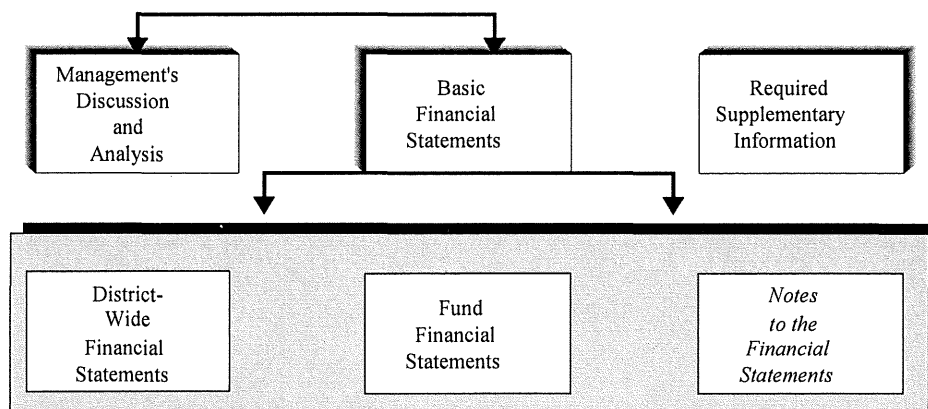 Management's
Discussion
and
Analysis
Basic
Financial
Statements
Required
Supplementary
Information
District-
Wide
Financial
Statements
Fund
Financial
Statements
Notes
to the
Financial
Statements